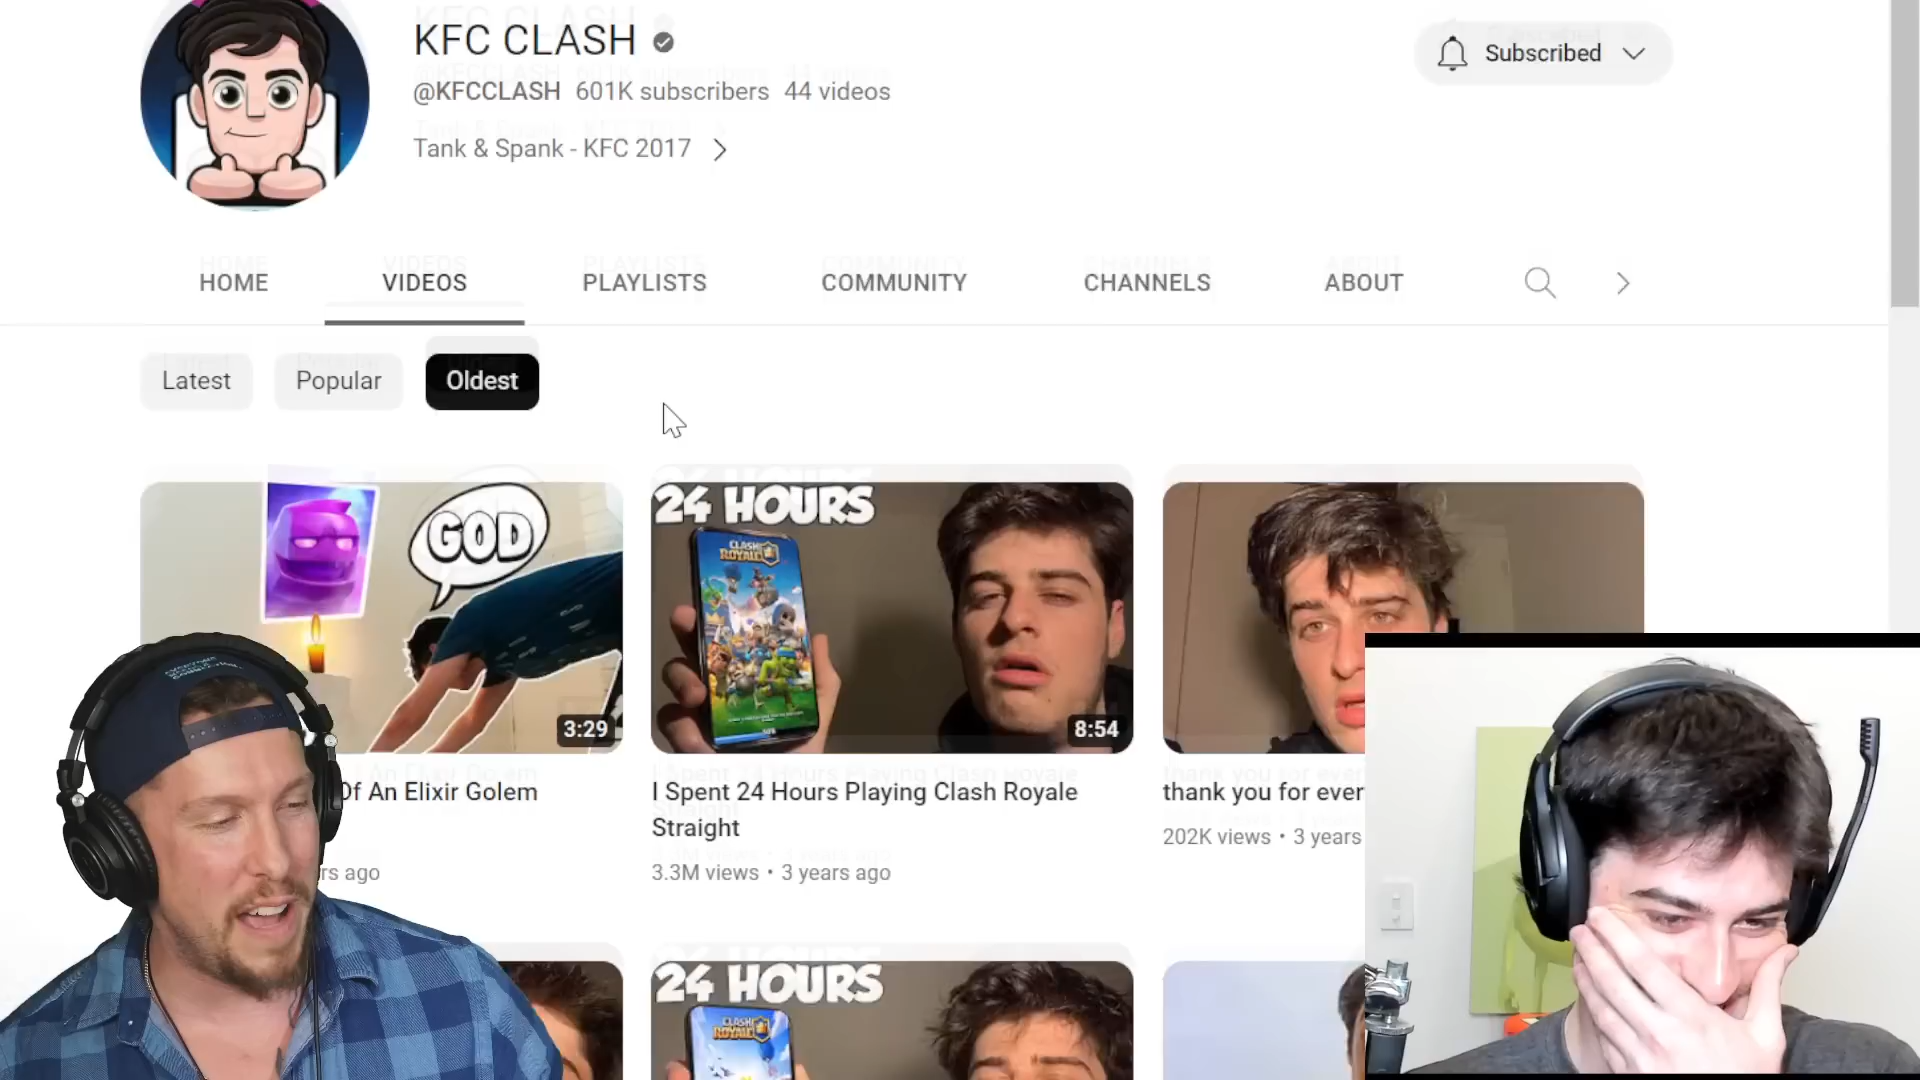 KFC CLASH
Subscribed
@KFCCLASH 601K subscribers 44 videos
Tank & Spank - KFC 2017
HOME VIDEOS PLAYLISTS COMMUNITY CHANNELS ABOUT
Latest Popular Oldest
GOD
3:29
24 HOURS
CLASH
ROYALE
8:54
Of An Elixir Golem
rs ago
I Spent 24 Hours Playing Clash Royale
Straight
3.3M views • 3 years ago
thank you for ever
202K views • 3 years
24 HOURS
CLASH
ROYALE